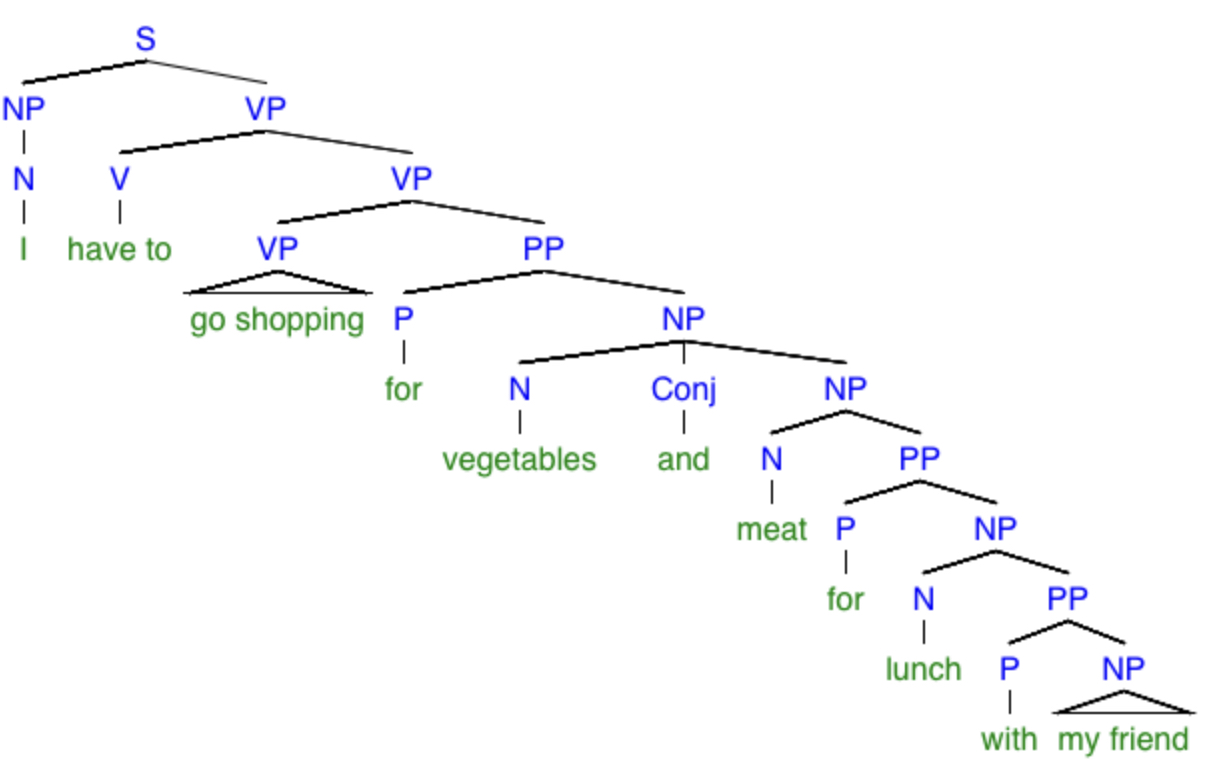 S
NP VP
N V VP
I have to VP PP
go shopping P NP
for N Conj NP
vegetables and N PP
meat P NP
for N PP
lunch P NP
with my friend